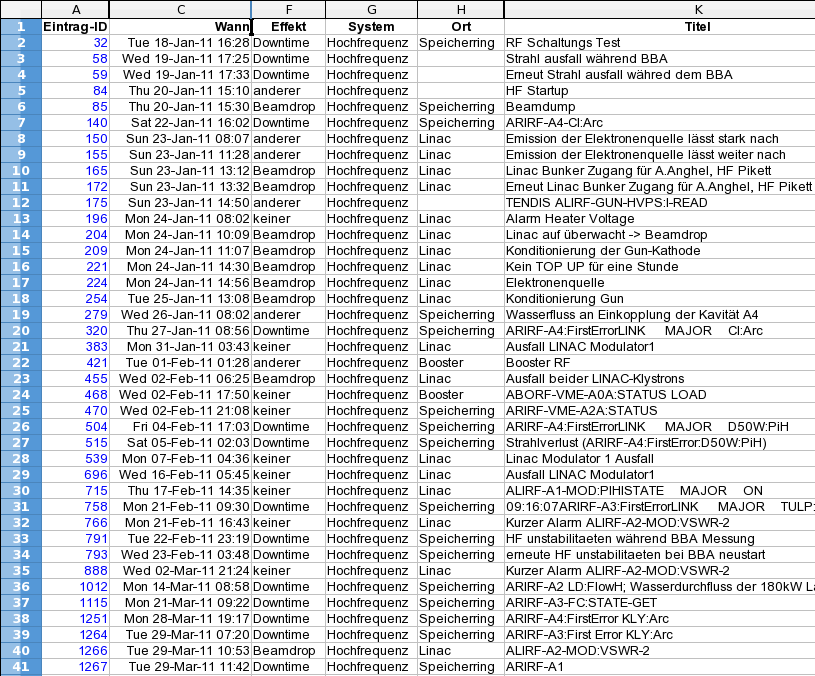 A C F G H K
1 Eintrag-ID Wann Effekt System Ort Titel
2 32 Tue 18-Jan-11 16:28 Downtime Hochfrequenz Speicherring RF Schaltungs Test
3 58 Wed 19-Jan-11 17:25 Downtime Hochfrequenz Strahl ausfall während BBA
4 59 Wed 19-Jan-11 17:33 Downtime Hochfrequenz Erneut Strahl ausfall währed dem BBA
5 84 Thu 20-Jan-11 15:10 anderer Hochfrequenz HF Startup
6 85 Thu 20-Jan-11 15:30 Beamdrop Hochfrequenz Speicherring Beamdump
7 140 Sat 22-Jan-11 16:02 Downtime Hochfrequenz Speicherring ARIRF-A4-CI:Arc
8 150 Sun 23-Jan-11 08:07 anderer Hochfrequenz Linac Emission der Elektronenquelle lässt stark nach
9 155 Sun 23-Jan-11 11:28 anderer Hochfrequenz Linac Emission der Elektronenquelle lässt weiter nach
10 165 Sun 23-Jan-11 13:12 Beamdrop Hochfrequenz Linac Linac Bunker Zugang für A.Anghel, HF Pikett
11 172 Sun 23-Jan-11 13:32 Beamdrop Hochfrequenz Linac Erneut Linac Bunker Zugang für A.Anghel, HF Pikett
12 175 Sun 23-Jan-11 14:50 anderer Hochfrequenz TENDIS ALIRF-GUN-HVPS:I-READ
13 196 Mon 24-Jan-11 08:02 keiner Hochfrequenz Linac Alarm Heater Voltage
14 204 Mon 24-Jan-11 10:09 Beamdrop Hochfrequenz Linac Linac auf überwacht -> Beamdrop
15 209 Mon 24-Jan-11 11:07 Beamdrop Hochfrequenz Linac Konditionierung der Gun-Kathode
16 221 Mon 24-Jan-11 14:30 Beamdrop Hochfrequenz Linac Kein TOP UP für eine Stunde
17 224 Mon 24-Jan-11 14:56 Beamdrop Hochfrequenz Linac Elektronenquelle
18 254 Tue 25-Jan-11 13:08 Beamdrop Hochfrequenz Linac Konditionierung Gun
19 279 Wed 26-Jan-11 08:02 anderer Hochfrequenz Speicherring Wasserfluss an Einkopplung der Kavität A4
20 320 Thu 27-Jan-11 08:56 Downtime Hochfrequenz Speicherring ARIRF-A4:FirstErrorLINK MAJOR CI:Arc
21 383 Mon 31-Jan-11 03:43 keiner Hochfrequenz Linac Ausfall LINAC Modulator1
22 421 Tue 01-Feb-11 01:28 anderer Hochfrequenz Booster Booster RF
23 455 Wed 02-Feb-11 06:25 Beamdrop Hochfrequenz Linac Ausfall beider LINAC-Klystrons
24 468 Wed 02-Feb-11 17:50 keiner Hochfrequenz Booster ABORF-VME-A0A:STATUS LOAD
25 470 Wed 02-Feb-11 21:08 keiner Hochfrequenz Speicherring ARIRF-VME-A2A:STATUS
26 504 Fri 04-Feb-11 17:03 Downtime Hochfrequenz Speicherring ARIRF-A4:FirstErrorLINK MAJOR D50W:PiH
27 515 Sat 05-Feb-11 02:03 Downtime Hochfrequenz Speicherring Strahlverlust (ARIRF-A4:FirstError:D50W:PiH)
28 539 Mon 07-Feb-11 04:36 keiner Hochfrequenz Linac Linac Modulator 1 Ausfall
29 696 Wed 16-Feb-11 05:45 keiner Hochfrequenz Linac Ausfall LINAC Modulator1
30 715 Thu 17-Feb-11 14:35 keiner Hochfrequenz Linac ALIRF-A1-MOD:PIHISTATE MAJOR ON
31 758 Mon 21-Feb-11 09:30 Downtime Hochfrequenz Speicherring 09:16:07ARIRF-A3:FirstErrorLINK MAJOR TULP:
32 766 Mon 21-Feb-11 16:43 keiner Hochfrequenz Linac Kurzer Alarm ALIRF-A2-MOD:VSWR-2
33 791 Tue 22-Feb-11 23:19 Downtime Hochfrequenz Speicherring HF unstabilitaeten während BBA Messung
34 793 Wed 23-Feb-11 03:48 Downtime Hochfrequenz Speicherring erneute HF unstabilitaeten bei BBA neustart
35 888 Wed 02-Mar-11 21:24 keiner Hochfrequenz Linac Kurzer Alarm ALIRF-A2-MOD:VSWR-2
36 1012 Mon 14-Mar-11 08:58 Downtime Hochfrequenz Speicherring ARIRF-A2 LD:FlowH; Wasserdurchfluss der 180kW La
37 1115 Mon 21-Mar-11 09:22 Downtime Hochfrequenz Speicherring ARIRF-A3-FC:STATE-GET
38 1251 Mon 28-Mar-11 19:17 Downtime Hochfrequenz Speicherring ARIRF-A4:FirstError KLY:Arc
39 1264 Tue 29-Mar-11 07:20 Downtime Hochfrequenz Speicherring ARIRF-A3:First Error KLY:Arc
40 1266 Tue 29-Mar-11 10:53 Beamdrop Hochfrequenz Linac ALIRF-A2-MOD:VSWR-2
41 1267 Tue 29-Mar-11 11:42 Downtime Hochfrequenz Speicherring ARIRF-A1